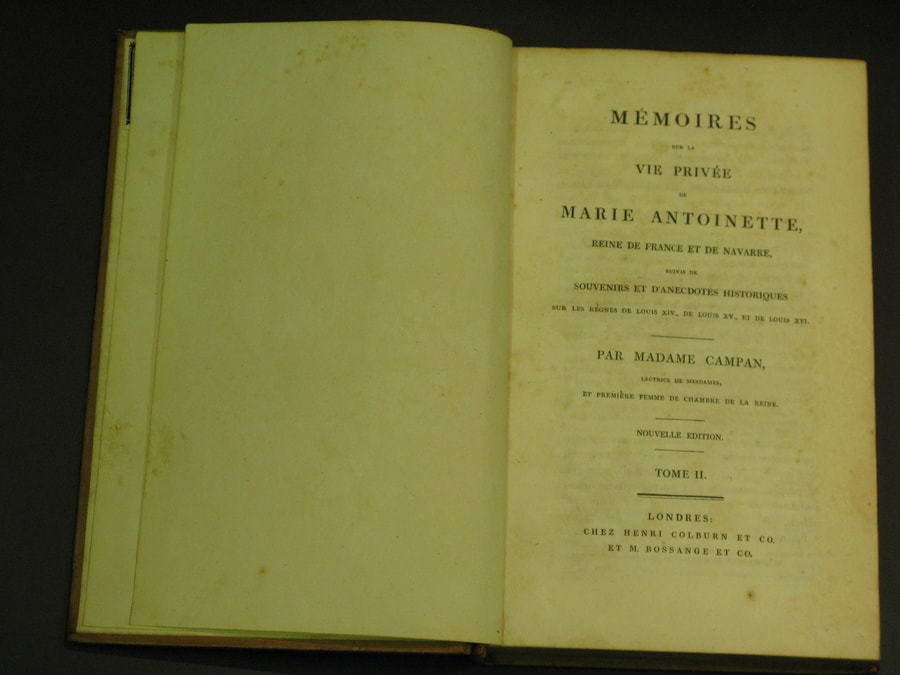 MÉMOIRES
SUR LA
VIE PRIVÉE
DE
MARIE ANTOINETTE,
REINE DE FRANCE ET DE NAVARRE,
SUIVIS DE
SOUVENIRS ET D'ANECDOTES HISTORIQUES
SUR LES RÈGNES DE LOUIS XIV., DE LOUIS XV., ET DE LOUIS XVI.
PAR MADAME CAMPAN,
LECTRICE DE MESDAMES,
ET PREMIÈRE FEMME DE CHAMBRE DE LA REINE.
NOUVELLE EDITION.
TOME II.
LONDRES:
CHEZ HENRI COLBURN ET CO.
ET M. BOSSANGE ET CO.